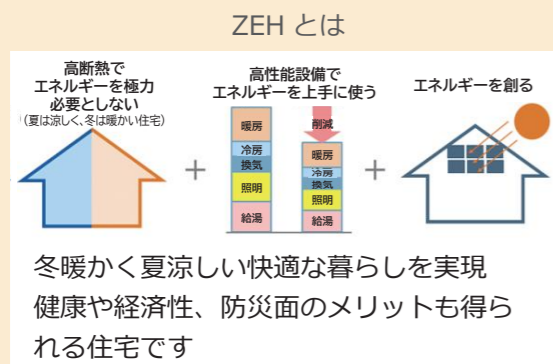 ZEH とは
高断熱で
エネルギーを極力
必要としない
（夏は涼しく、冬は暖かい住宅）
高性能設備で
エネルギーを上手に使う
エネルギーを創る
暖房
冷房
換気
照明
給湯
削減
暖房
冷房
換気
照明
給湯
冬暖かく夏涼しい快適な暮らしを実現
健康や経済性、防災面のメリットも得ら
れる住宅です